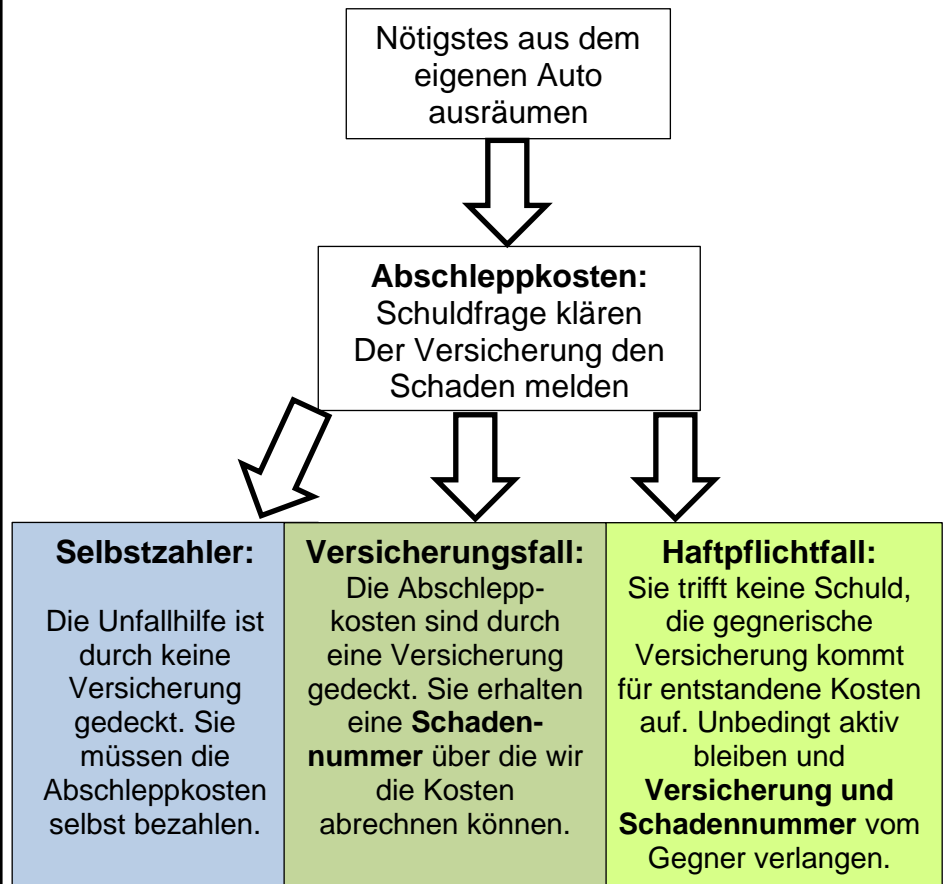 Nötigstes aus dem
eigenen Auto
ausräumen
Abschleppkosten:
Schuldfrage klären
Der Versicherung den
Schaden melden
Selbstzahler:
Die Unfallhilfe ist
durch keine
Versicherung
gedeckt. Sie
müssen die
Abschleppkosten
selbst bezahlen.
Versicherungsfall:
Die Abschlepp-
kosten sind durch
eine Versicherung
gedeckt. Sie erhalten
eine Schaden-
nummer über die wir
die Kosten
abrechnen können.
Haftpflichtfall:
Sie trifft keine Schuld,
die gegnerische
Versicherung kommt
für entstandene Kosten
auf. Unbedingt aktiv
bleiben und
Versicherung und
Schadennummer vom
Gegner verlangen.